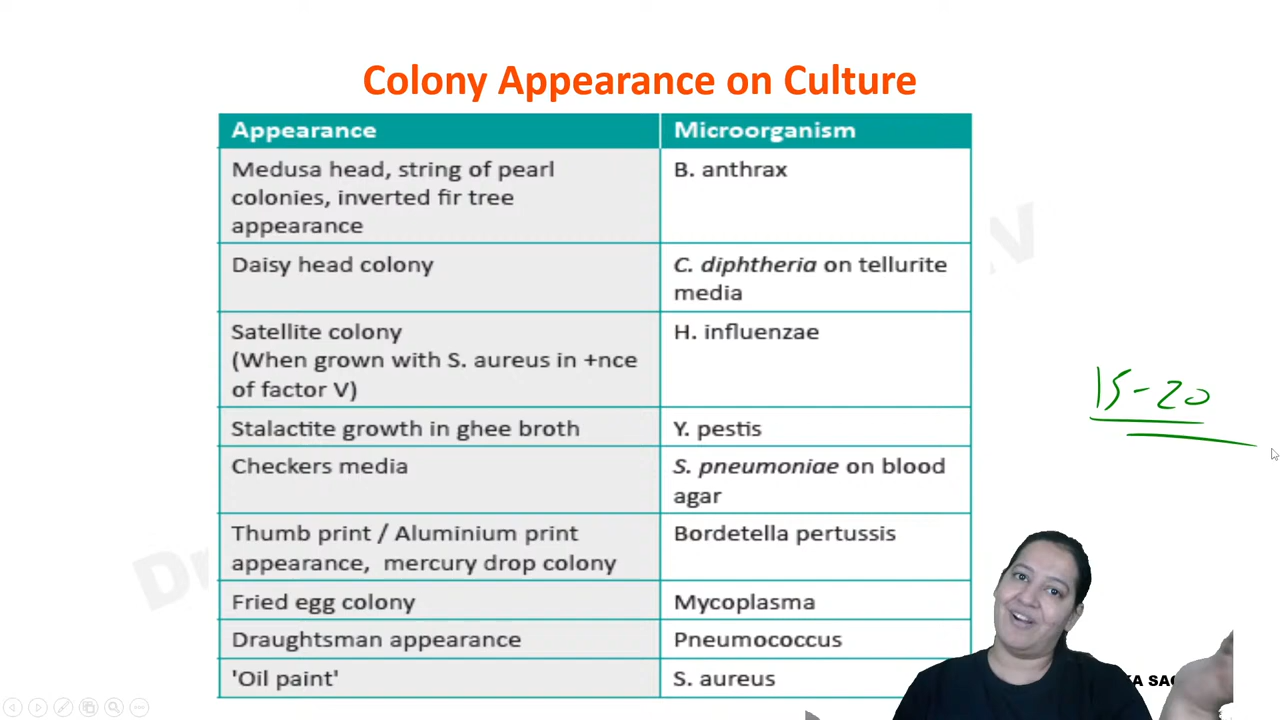 Colony Appearance on Culture
Appearance
Microorganism
Medusa head, string of pearl
colonies, inverted fir tree
appearance
B. anthrax
Daisy head colony
C. diphtheria on tellurite
media
Satellite colony
(When grown with S. aureus in +nce
of factor V)
H. influenzae
Stalactite growth in ghee broth
Y. pestis
Checkers media
S. pneumoniae on blood
agar
Thumb print / Aluminium print
appearance, mercury drop colony
Bordetella pertussis
Fried egg colony
Mycoplasma
Draughtsman appearance
Pneumococcus
'Oil paint'
S. aureus
15-20